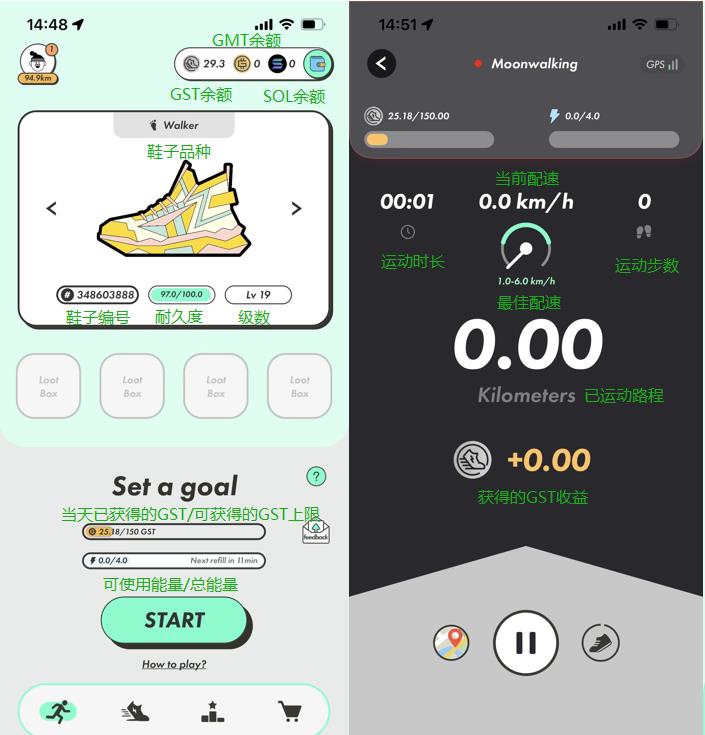 14:48
GMT余额
1
94.9km
29.3
0
0
GST余额
SOL余额
Walker
鞋子品种
# 348603888
97.0/100.0
Lv 19
鞋子编号
耐久度
级数
Loot Box
Loot Box
Loot Box
Loot Box
Set a goal
?
当天已获得的GST/可获得的GST上限
25.18/150 GST
feedback
0.0/4.0
Next refill in 11min
可使用能量/总能量
START
How to play?
14:51
Moonwalking
GPS
25.18/150.00
0.0/4.0
当前配速
00:01
0.0 km/h
0
运动时长
运动步数
1.0-6.0 km/h
最佳配速
0.00
Kilometers
已运动路程
+0.00
获得的GST收益